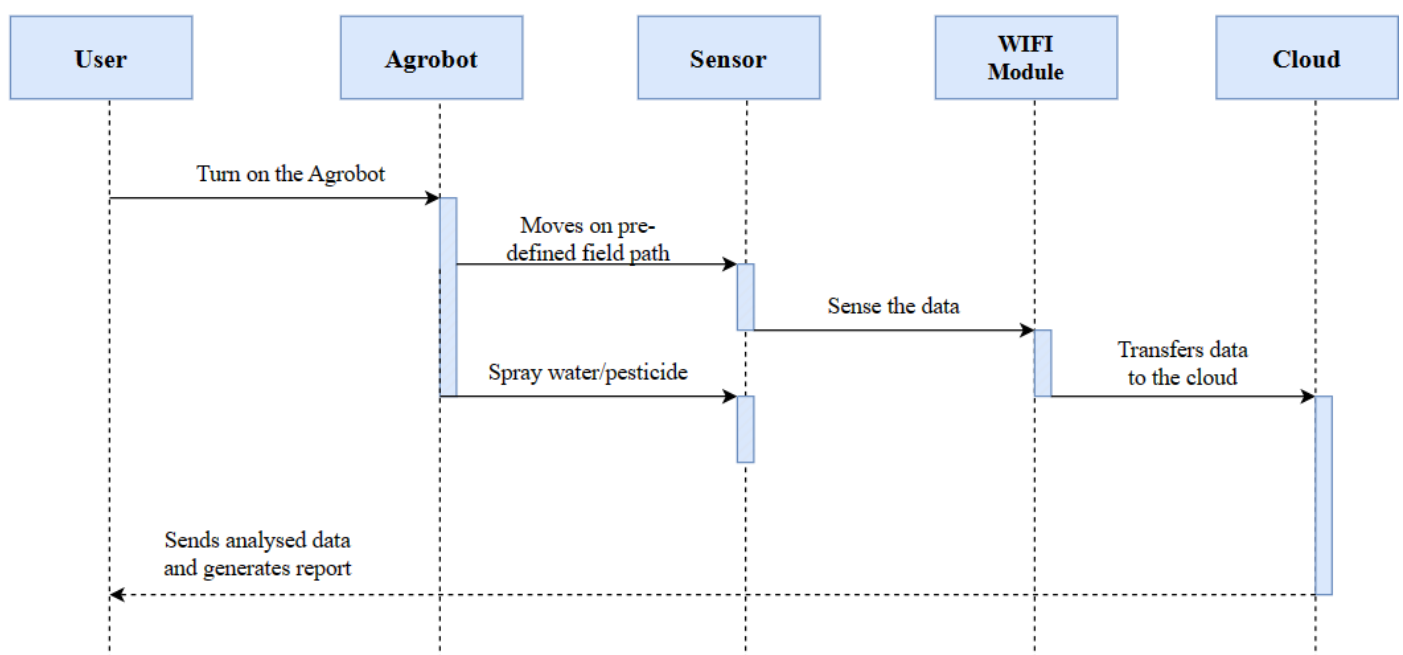 User
Agrobot
Sensor
WIFI
Module
Cloud
Turn on the Agrobot
Moves on pre-
defined field path
Sense the data
Transfers data
to the cloud
Spray water/pesticide
Sends analysed data
and generates report